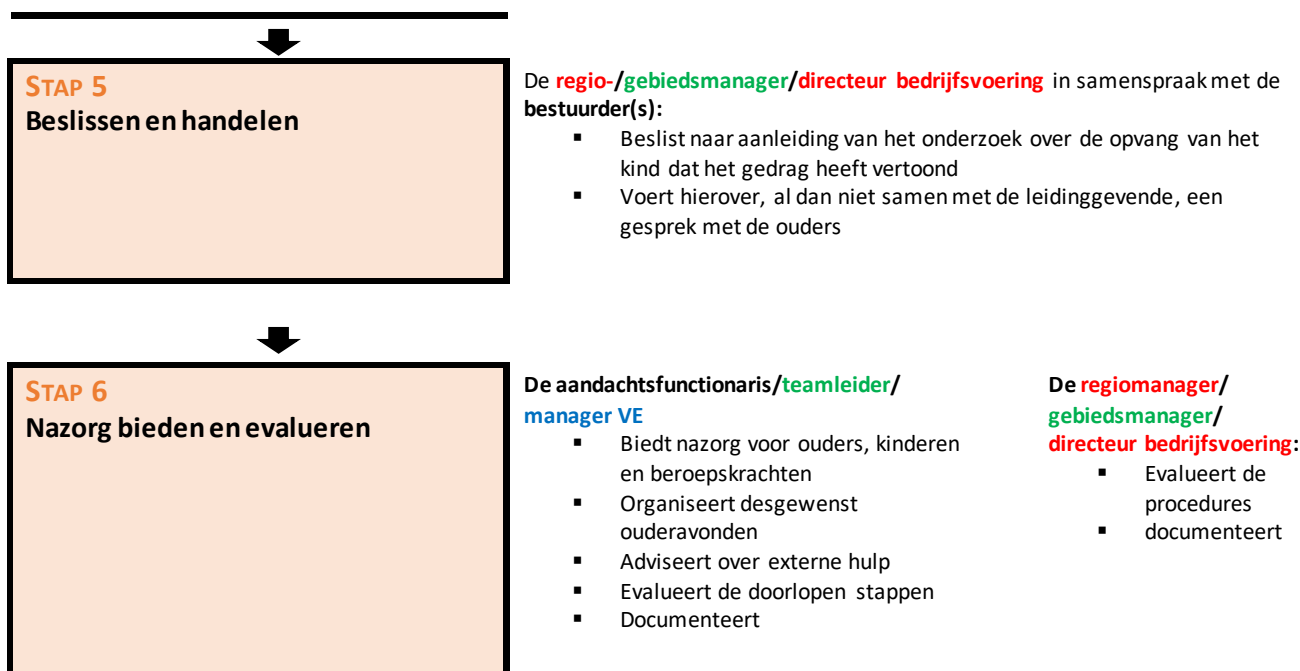 STAP 5
Beslissen en handelen
De regio-/gebiedsmanager/directeur bedrijfsvoering in samenspraak met de
bestuurder(s):
▪ Beslist naar aanleiding van het onderzoek over de opvang van het
kind dat het gedrag heeft vertoond
▪ Voert hierover, al dan niet samen met de leidinggevende, een
gesprek met de ouders
STAP 6
Nazorg bieden en evalueren
De aandachtsfunctionaris/teamleider/
manager VE
▪ Biedt nazorg voor ouders, kinderen
en beroepskrachten
▪ Organiseert desgewenst
ouderavonden
▪ Adviseert over externe hulp
▪ Evalueert de doorlopen stappen
▪ Documenteert
De regiomanager/
gebiedsmanager/
directeur bedrijfsvoering:
▪ Evalueert de
procedures
▪ documenteert